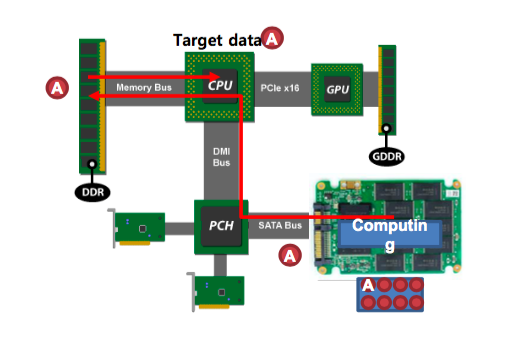 Target data A
A
Memory Bus
CPU
PCIe x16
GPU
DDR
GDDR
DMI
Bus
PCH
SATA Bus
Computin
g
A
A